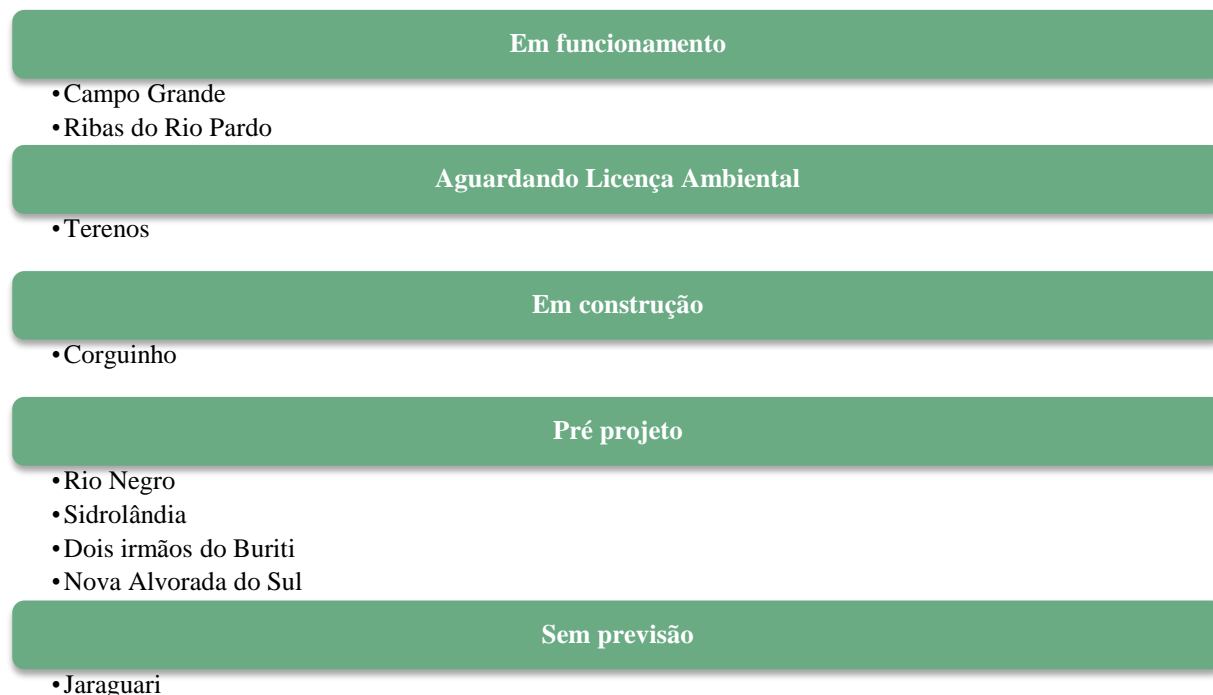 Em funcionamento
•Campo Grande
•Ribas do Rio Pardo
Aguardando Licença Ambiental
•Terenos
Em construção
•Corguinho
Pré projeto
•Rio Negro
•Sidrolândia
•Dois irmãos do Buriti
•Nova Alvorada do Sul
Sem previsão
•Jaraguari